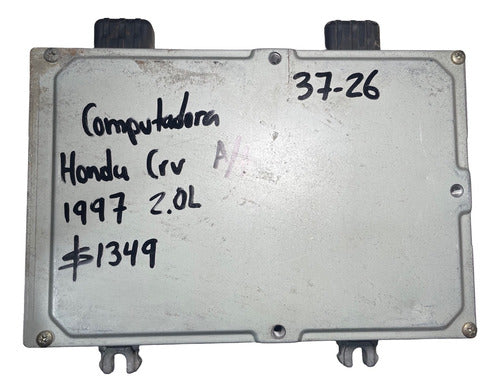 37-26
Computadora
Honda Crv A/
1997 2.0L
$1349